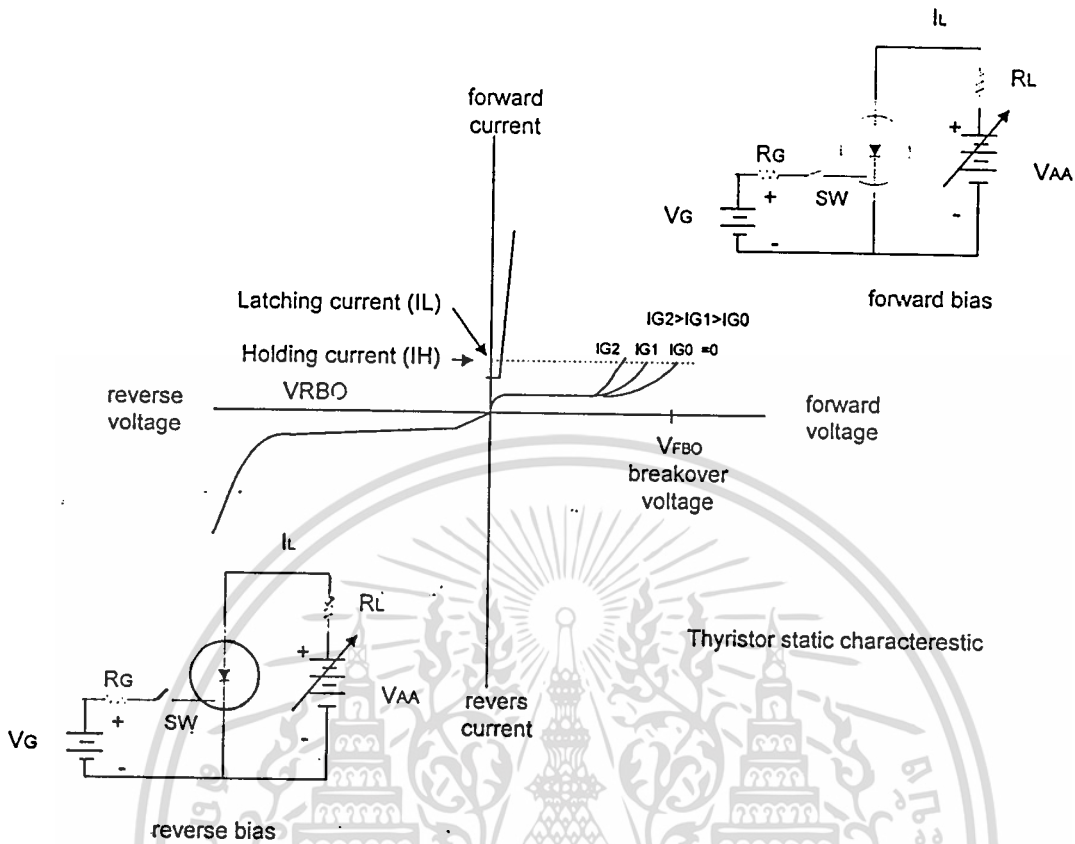 IL
RL
+
RG
SW
VG
+
-
VAA
-
forward bias
forward
current
Latching current (IL)
Holding current (IH)
IG2>IG1>IG0
IG2 IG1 IG0 =0
reverse
voltage
VRBO
forward
voltage
VFBO
breakover
voltage
IL
RL
+
RG
SW
VG
+
-
VAA
-
reverse bias
revers
current
Thyristor static characterestic